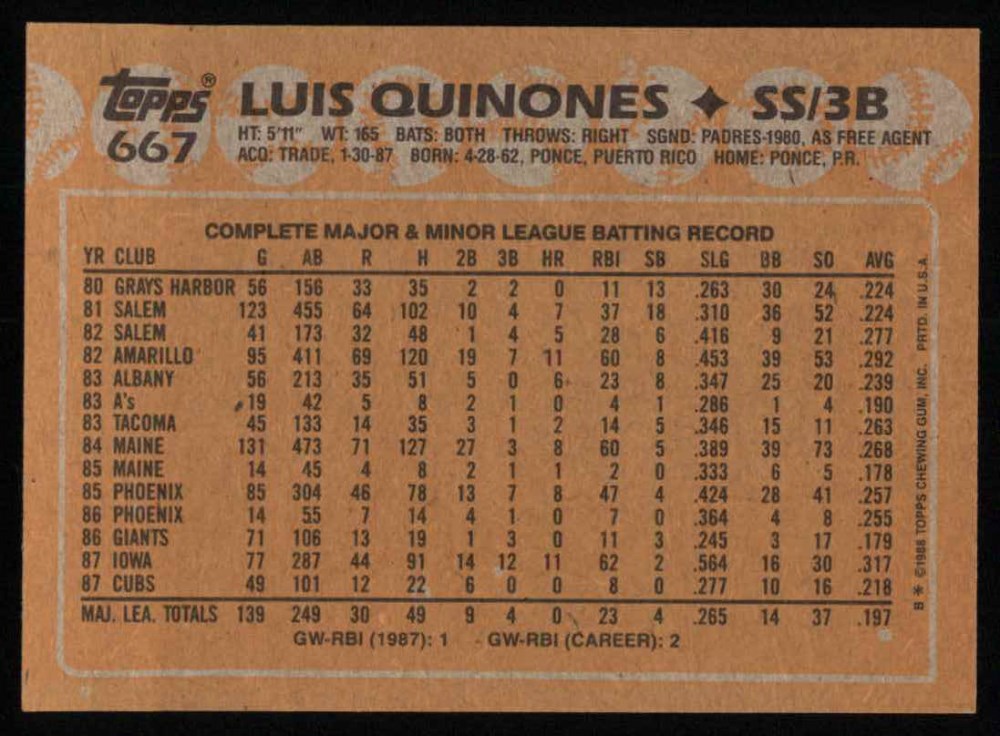 Topps® LUIS QUINONES ◆ SS/3B
667 HT: 5'11" WT: 165 BATS: BOTH THROWS: RIGHT SGND: PADRES-1980, AS FREE AGENT
ACQ: TRADE, 1-30-87 BORN: 4-28-62, PONCE, PUERTO RICO HOME: PONCE, P.R.
COMPLETE MAJOR & MINOR LEAGUE BATTING RECORD
YR CLUB G AB R H 2B 3B HR RBI SB SLG BB SO AVG
80 GRAYS HARBOR 56 156 33 35 2 2 0 11 13 .263 30 24 .224
81 SALEM 123 455 64 102 10 4 7 37 18 .310 36 52 .224
82 SALEM 41 173 32 48 1 4 5 28 6 .416 9 21 .277
82 AMARILLO 95 411 69 120 19 7 11 60 8 .453 39 53 .292
83 ALBANY 56 213 35 51 5 0 6 23 8 .347 25 20 .239
83 A's 19 42 5 8 2 1 0 4 1 .286 1 4 .190
83 TACOMA 45 133 14 35 3 1 2 14 5 .346 15 11 .263
84 MAINE 131 473 71 127 27 3 8 60 5 .389 39 73 .268
85 MAINE 14 45 4 8 2 1 1 2 0 .333 6 5 .178
85 PHOENIX 85 304 46 78 13 7 8 47 4 .424 28 41 .257
86 PHOENIX 14 55 7 14 4 1 0 7 0 .364 4 8 .255
86 GIANTS 71 106 13 19 1 3 0 11 3 .245 3 17 .179
87 IOWA 77 287 44 91 14 12 11 62 2 .564 16 30 .317
87 CUBS 49 101 12 22 6 0 0 8 0 .277 10 16 .218
MAJ. LEA. TOTALS 139 249 30 49 9 4 0 23 4 .265 14 37 .197
GW-RBI (1987): 1 GW-RBI (CAREER): 2
B * ©1988 TOPPS CHEWING GUM, INC. PRTD. IN U.S.A.